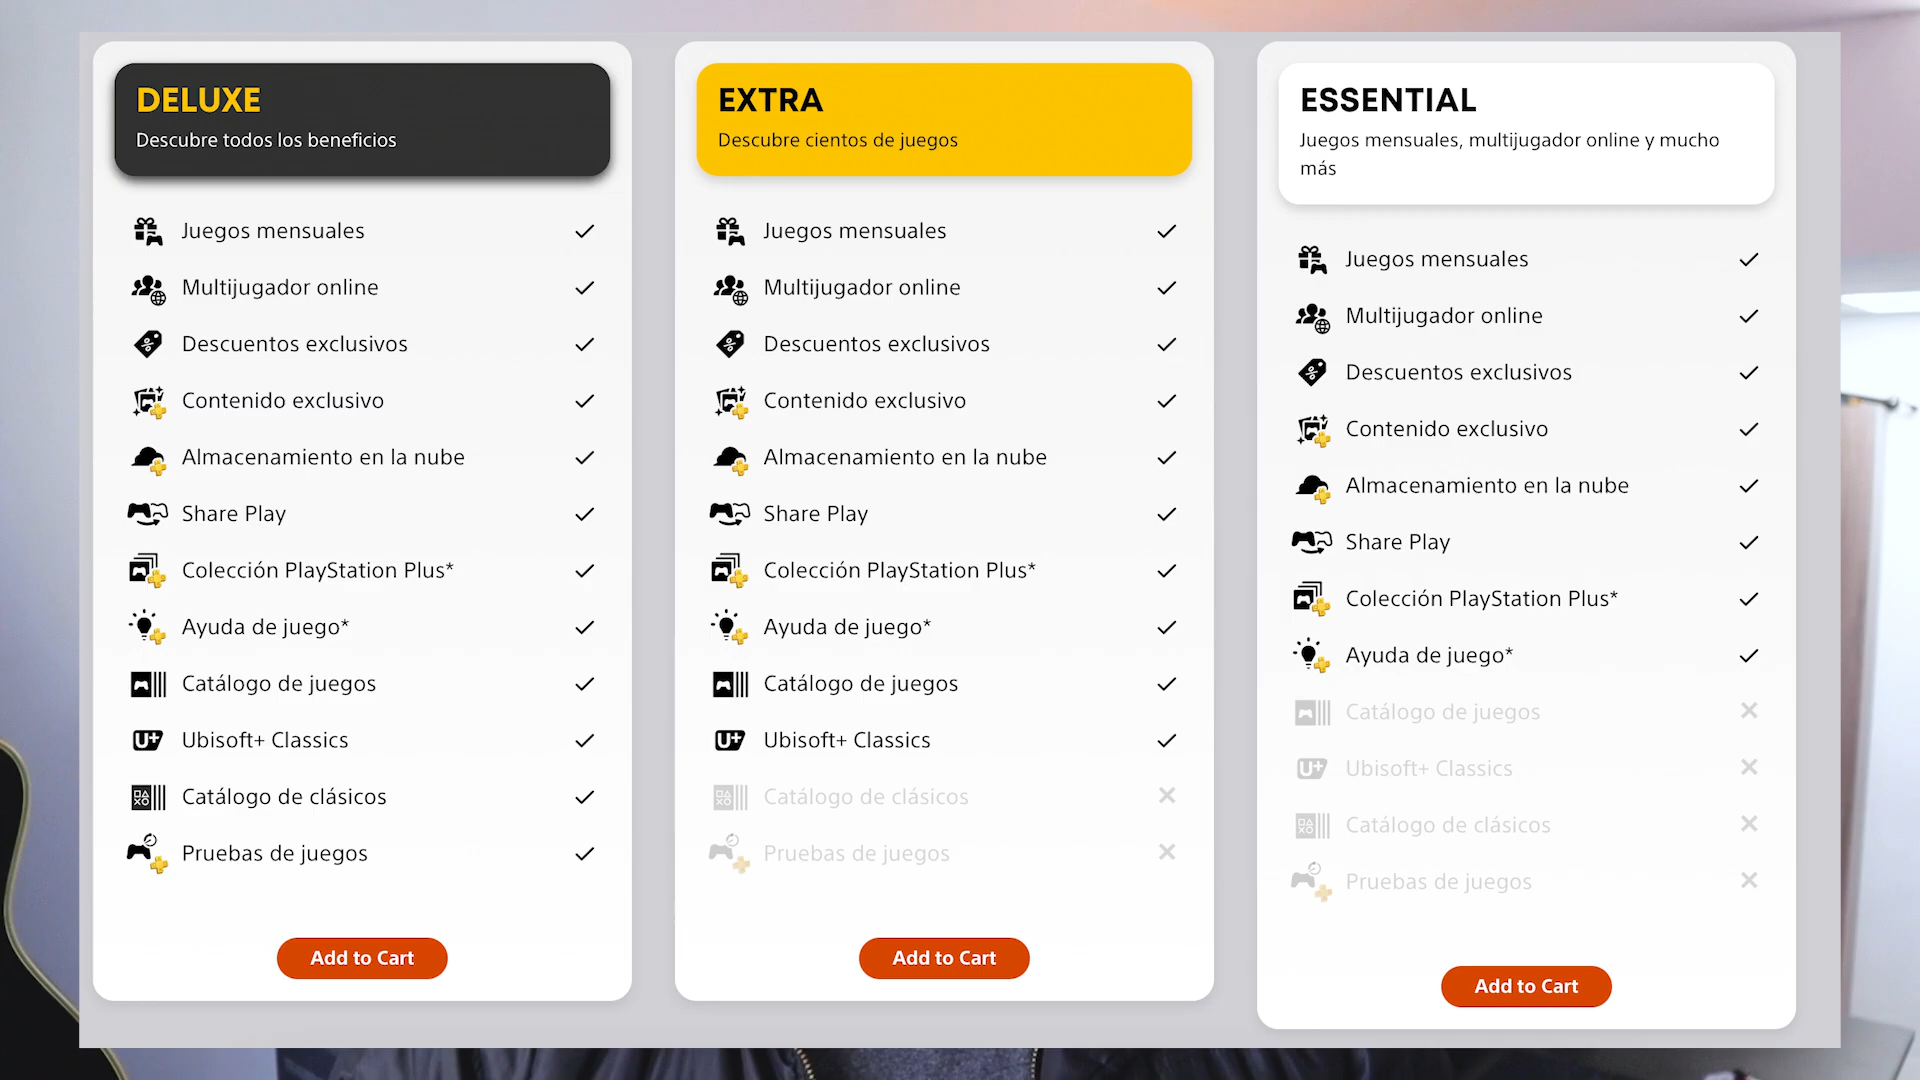 DELUXE
Descubre todos los beneficios
Juegos mensuales
Multijugador online
Descuentos exclusivos
Contenido exclusivo
Almacenamiento en la nube
Share Play
Colección PlayStation Plus*
Ayuda de juego*
Catálogo de juegos
U+ Ubisoft+ Classics
Catálogo de clásicos
Pruebas de juegos
Add to Cart
EXTRA
Descubre cientos de juegos
Juegos mensuales
Multijugador online
Descuentos exclusivos
Contenido exclusivo
Almacenamiento en la nube
Share Play
Colección PlayStation Plus*
Ayuda de juego*
Catálogo de juegos
U+ Ubisoft+ Classics
Catálogo de clásicos
Pruebas de juegos
Add to Cart
ESSENTIAL
Juegos mensuales, multijugador online y mucho
más
Juegos mensuales
Multijugador online
Descuentos exclusivos
Contenido exclusivo
Almacenamiento en la nube
Share Play
Colección PlayStation Plus*
Ayuda de juego*
Catálogo de juegos
U+ Ubisoft+ Classics
Catálogo de clásicos
Pruebas de juegos
Add to Cart